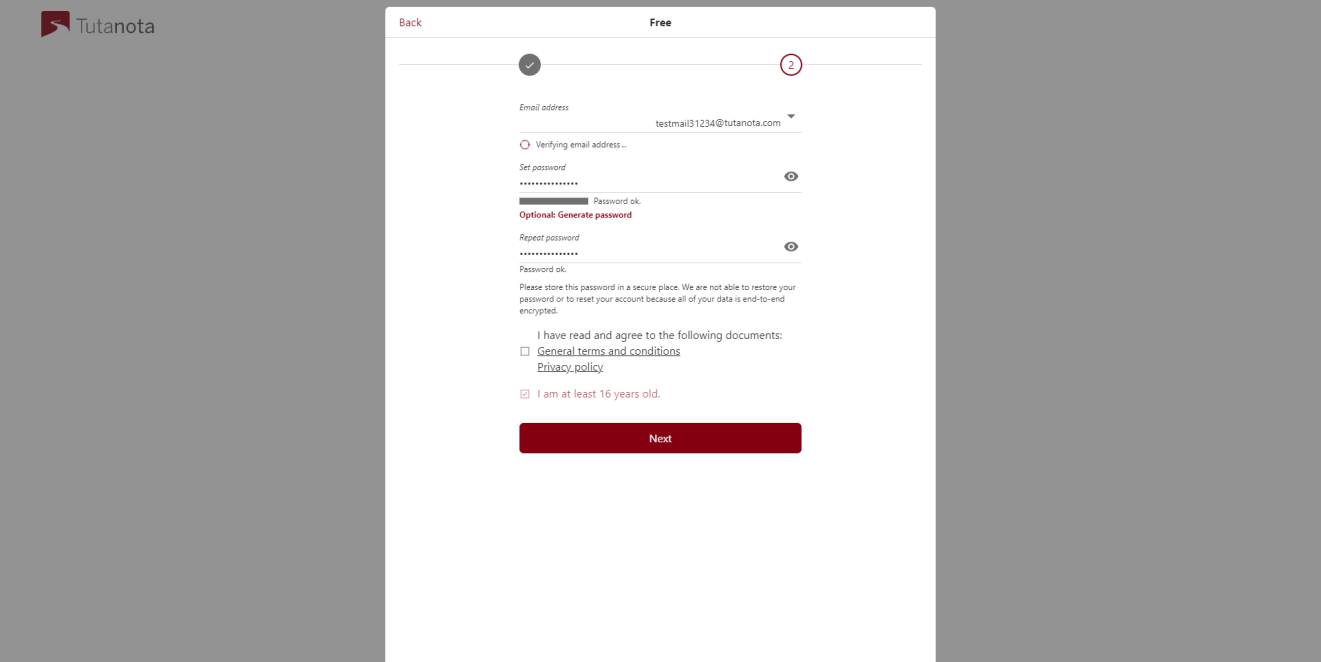 Tutanota
Back
Free
2
Email address
testmail31234@tutanota.com
Verifying email address ...
Set password
•••••••••••••••
Password ok.
Optional: Generate password
Repeat password
•••••••••••••••
Password ok.
Please store this password in a secure place. We are not able to restore your
password or to reset your account because all of your data is end-to-end
encrypted.
I have read and agree to the following documents:
General terms and conditions
Privacy policy
I am at least 16 years old.
Next